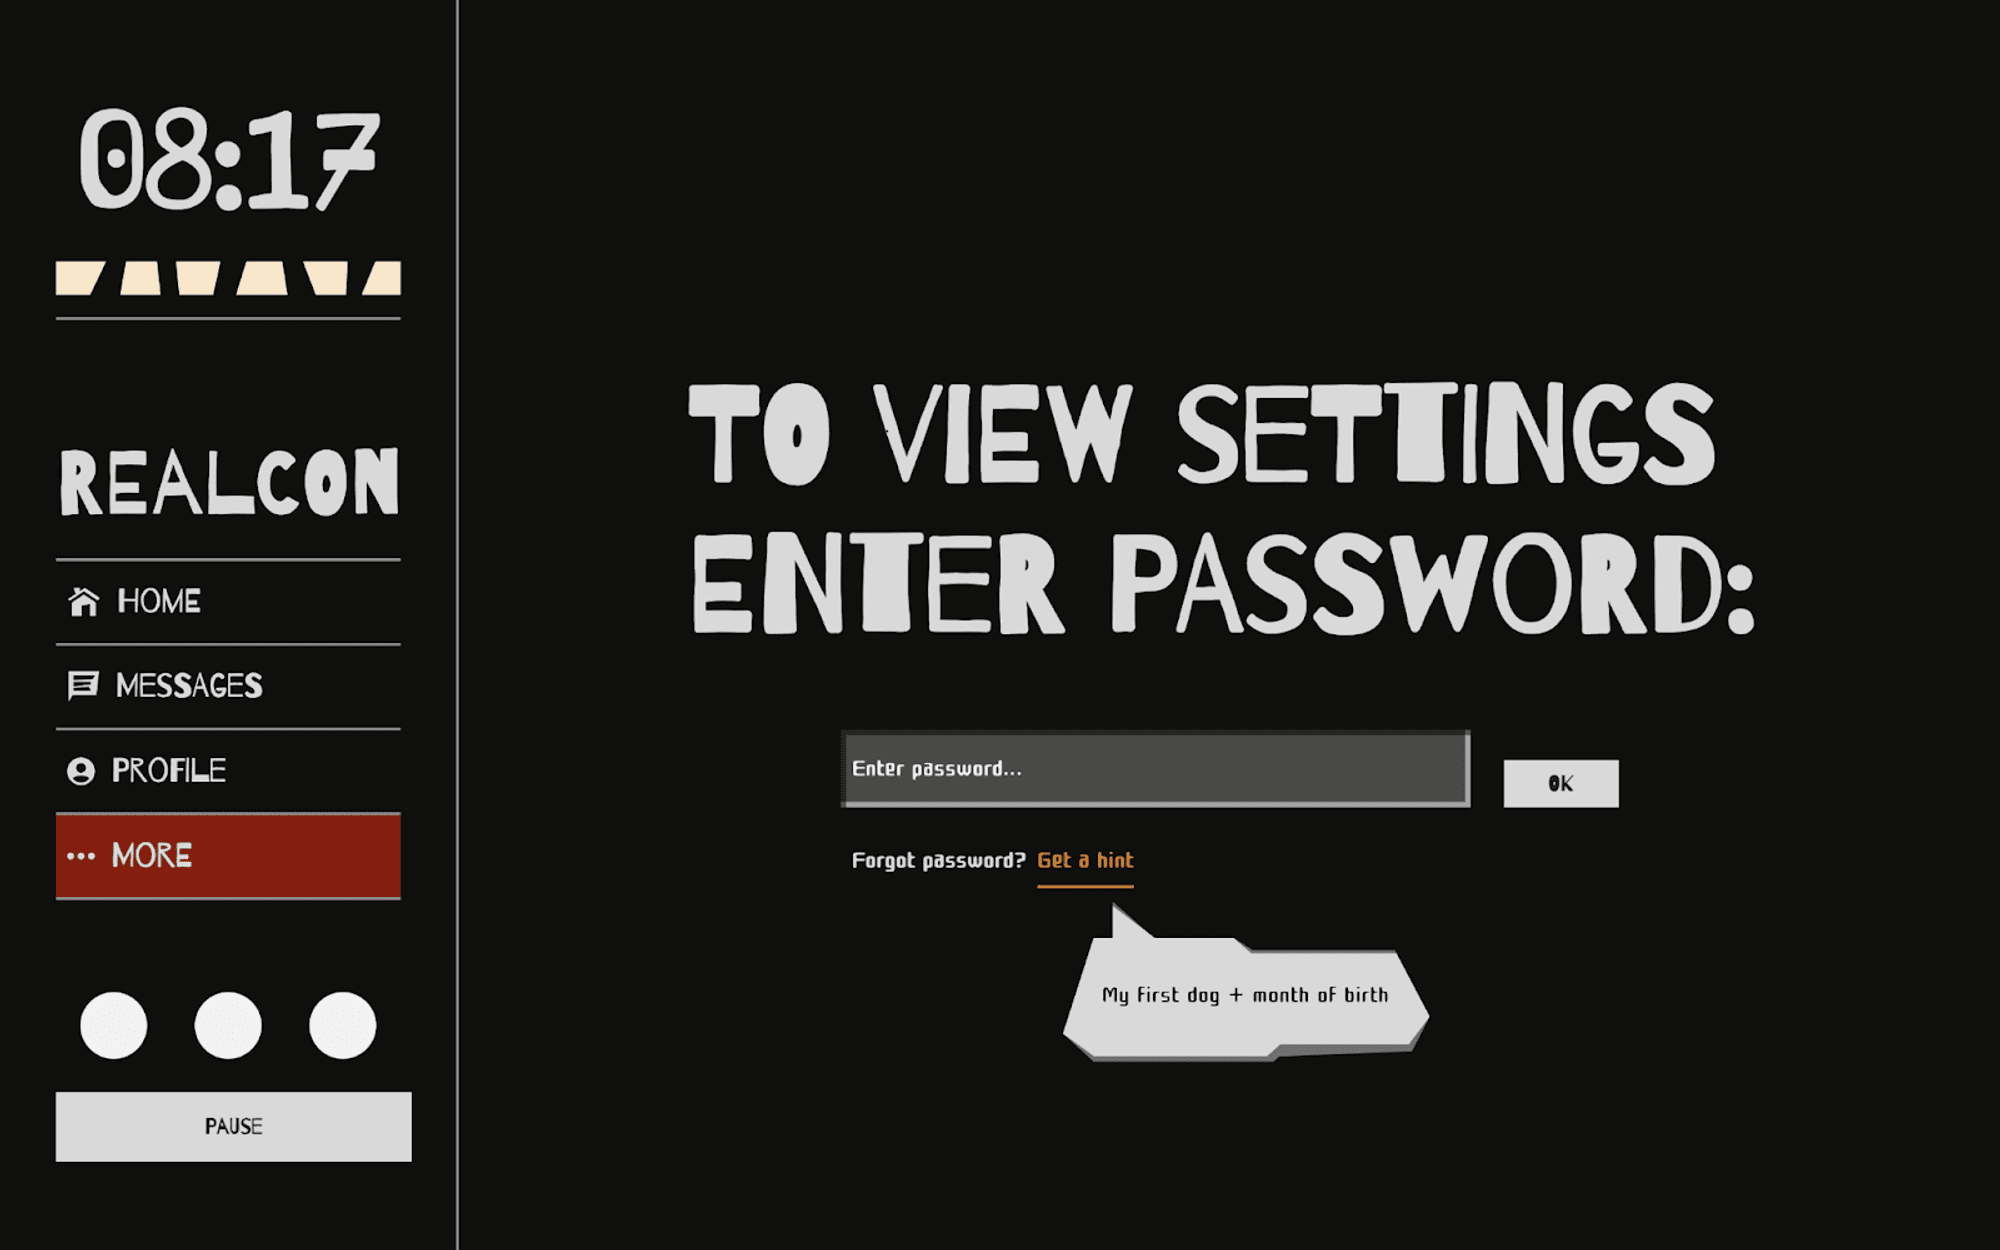 08:17
REALCON
HOME
MESSAGES
PROFILE
MORE
PAUSE
TO VIEW SETTINGS
ENTER PASSWORD:
Enter password...
OK
Forgot password? Get a hint
My first dog + month of birth